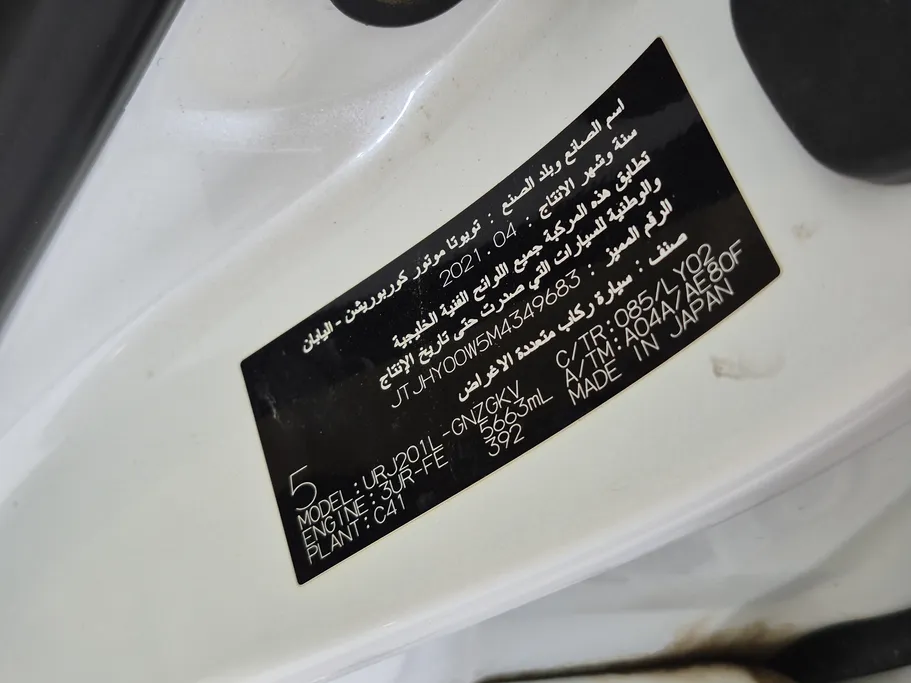 اسم الصانع وبلد الصنع : تويوتا موتور كوربوريشن - اليابان
سنة وشهر الانتاج : 2021. 04
تطابق هذه المركبة جميع اللوائح الفنية الخليجية
والوطنية للسيارات التي صدرت حتى تاريخ الإنتاج
الرقم المميز : JTJHY00W5M4349683
صنف : سيارة ركاب متعددة الاغراض
5
MODEL:URJ201L-GNZGKV C/TR:085/LY02
ENGINE:3UR-FE 5663mL A/TM:A04A/AE80F
PLANT:C41 392 MADE IN JAPAN